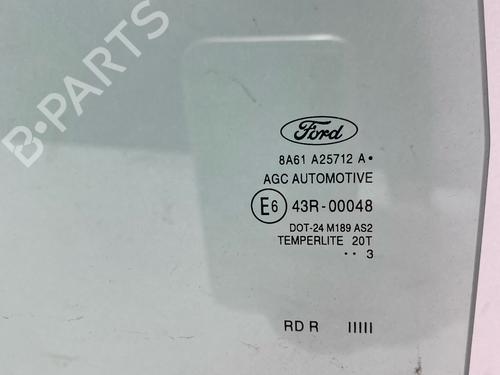 B-PARTS
Ford
8A61 A25712 A•
AGC AUTOMOTIVE
E6 43R-00048
DOT-24 M189 AS2
TEMPERLITE 20T
•• 3
RD R IIIII